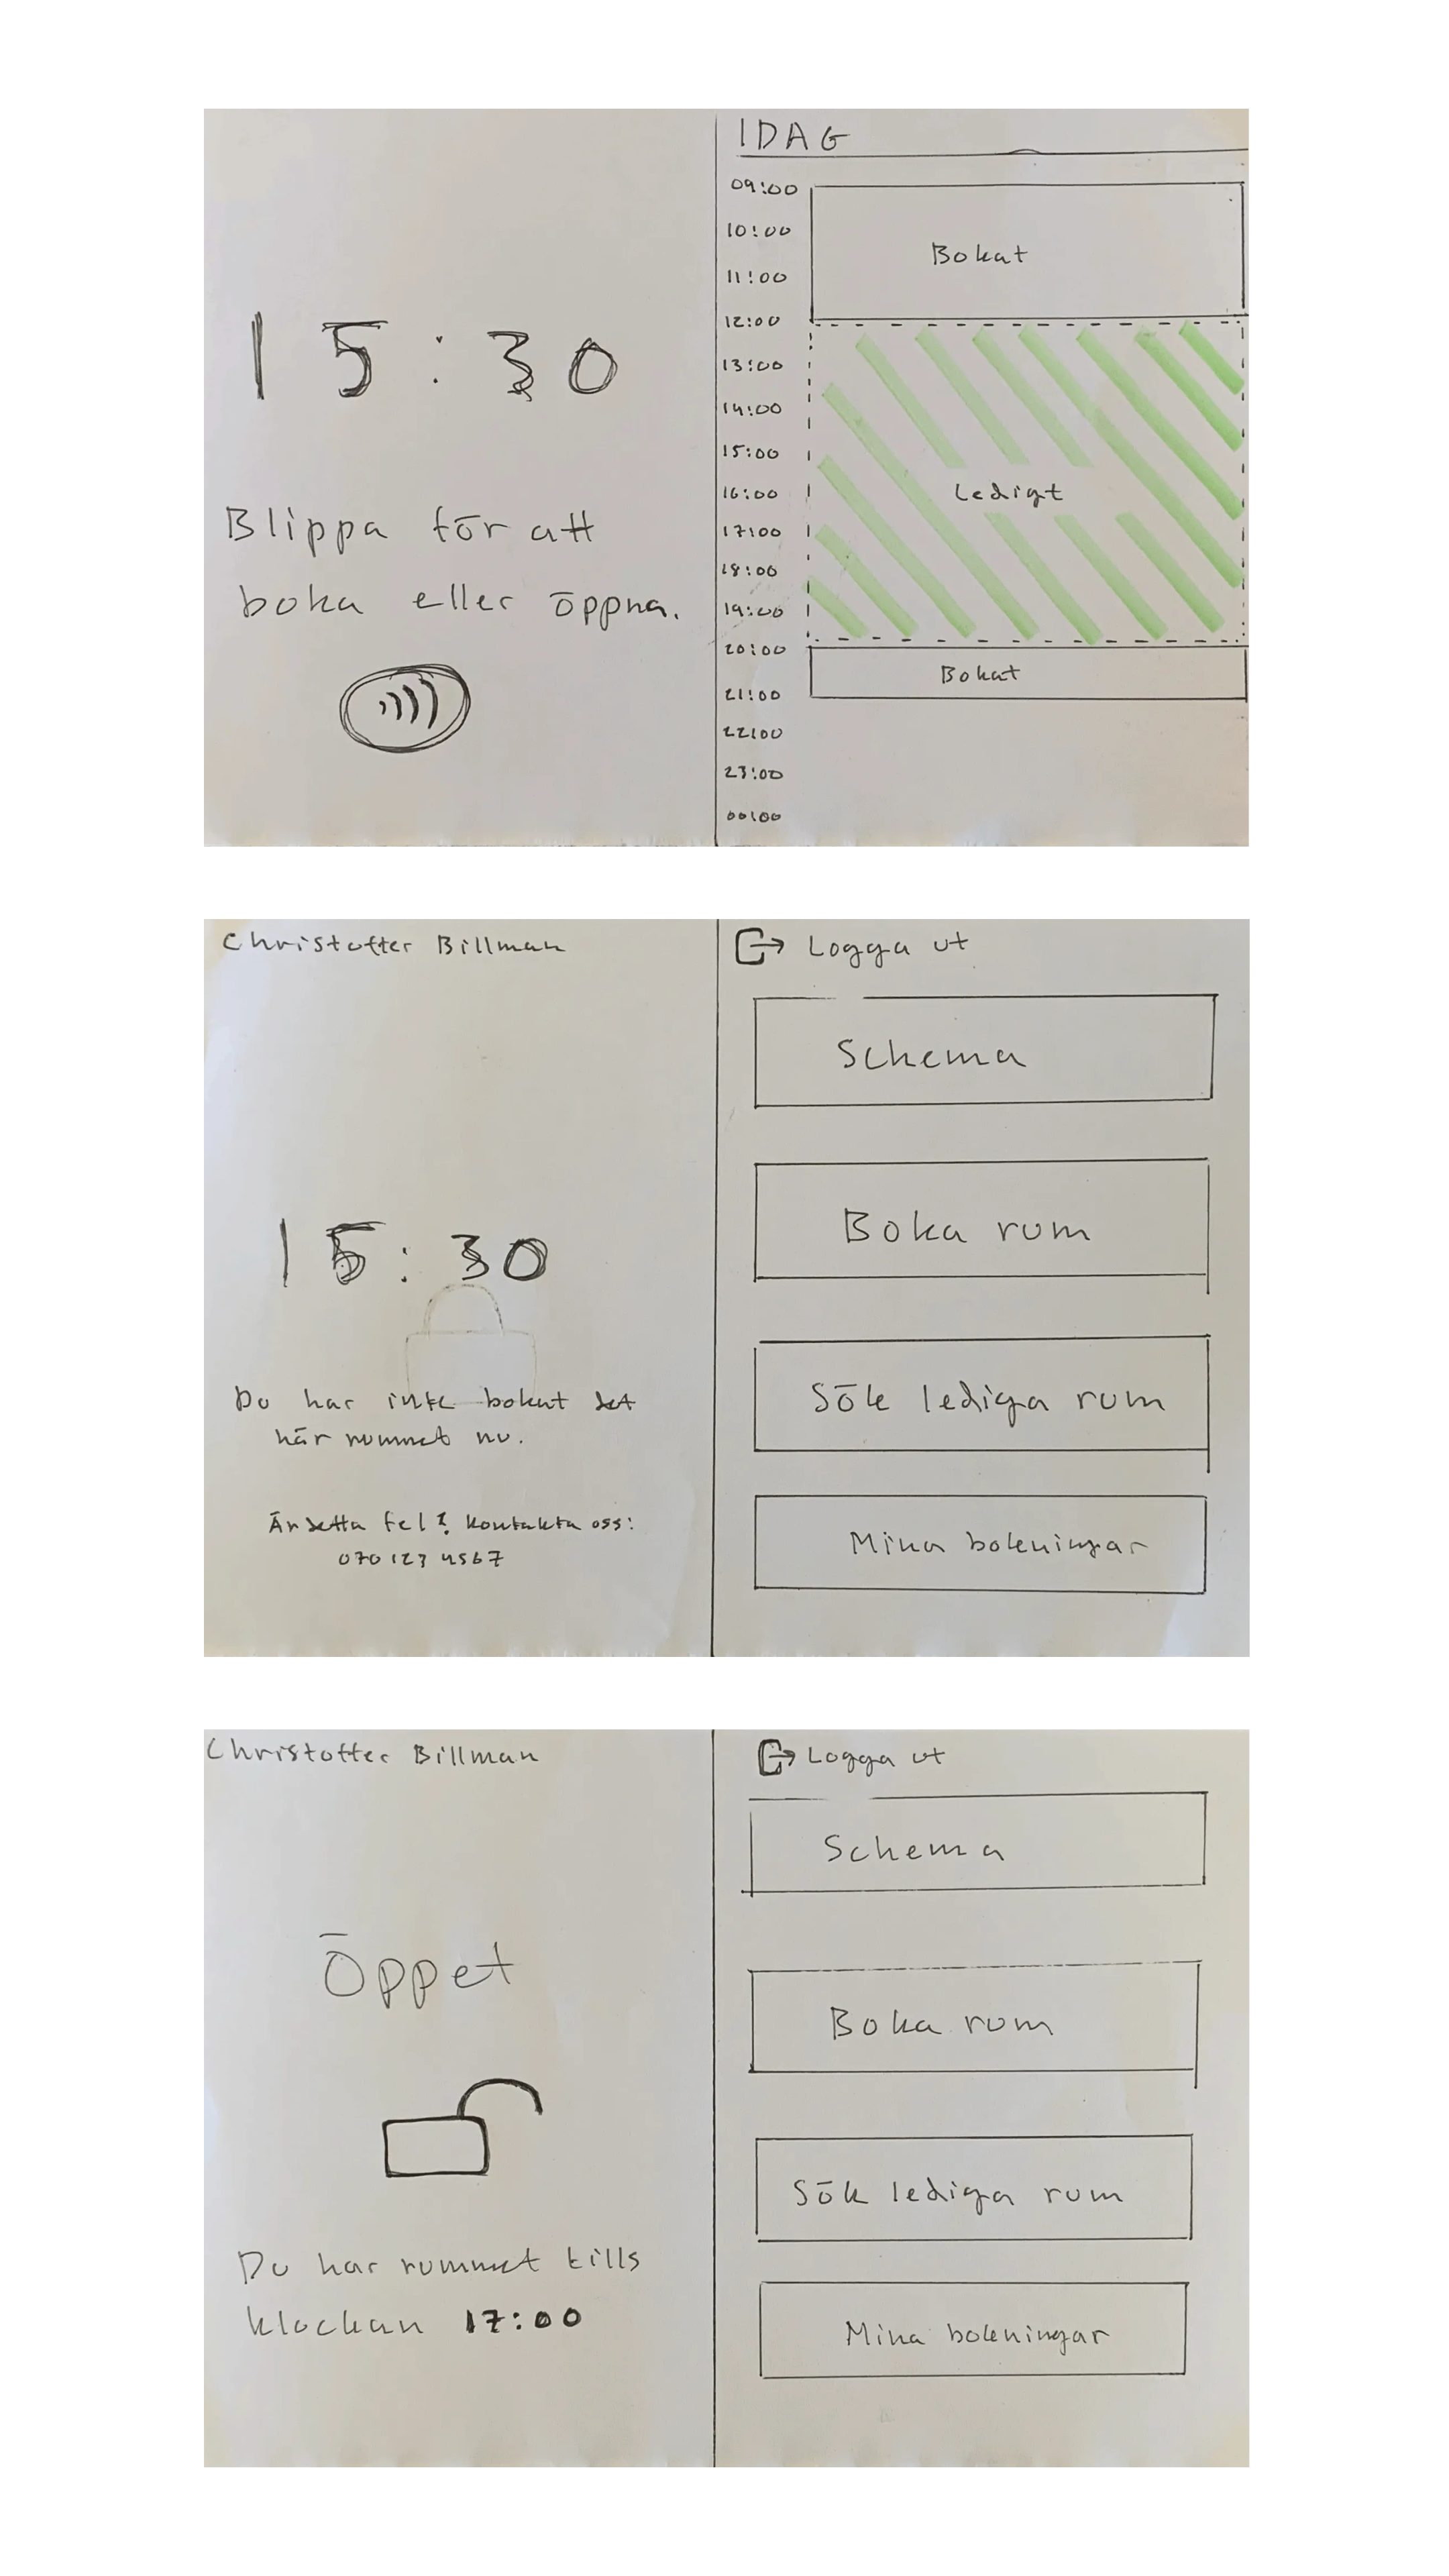 15:30
Blippa för att
boka eller öppna.
IDAG
09:00
10:00
Bokat
11:00
12:00
13:00
14:00
15:00
16:00
Ledigt
17:00
18:00
19:00
20:00
Bokat
21:00
22:00
23:00
00:00
Christoffer Billman
15:30
Du har inte bokat det
här rummet nu.
Är detta fel? Kontakta oss:
070 123 4567
Logga ut
Schema
Boka rum
Sök lediga rum
Mina bokningar
Christoffer Billman
Öppet
Du har rummet tills
klockan 17:00
Logga ut
Schema
Boka rum
Sök lediga rum
Mina bokningar